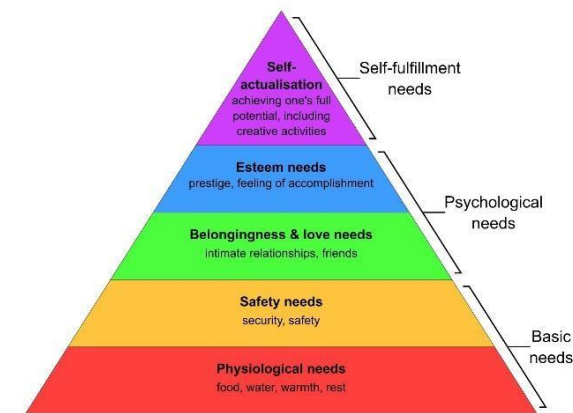 Self-
actualisation
achieving one's full
potential, including
creative activities
Self-fulfillment
needs
Esteem needs
prestige, feeling of accomplishment
Psychological
needs
Belongingness & love needs
intimate relationships, friends
Safety needs
security, safety
Basic
needs
Physiological needs
food, water, warmth, rest